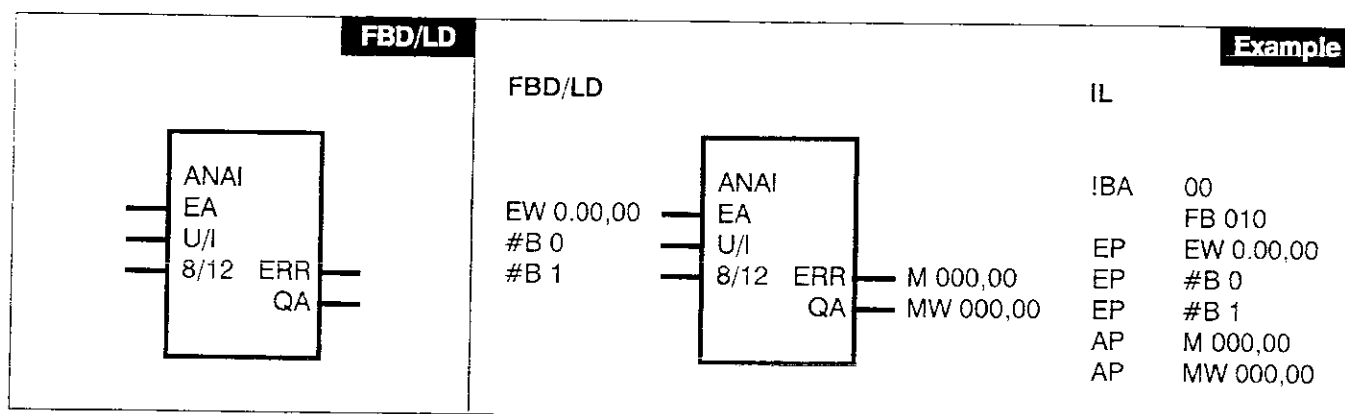 FBD/LD
ANAI
EA
U/I
8/12 ERR
QA
Example
FBD/LD
EW 0.00,00
#B 0
#B 1
ANAI
EA
U/I
8/12 ERR
QA
M 000,00
MW 000,00
IL
!BA 00
FB 010
EP EW 0.00,00
EP #B 0
EP #B 1
AP M 000,00
AP MW 000,00